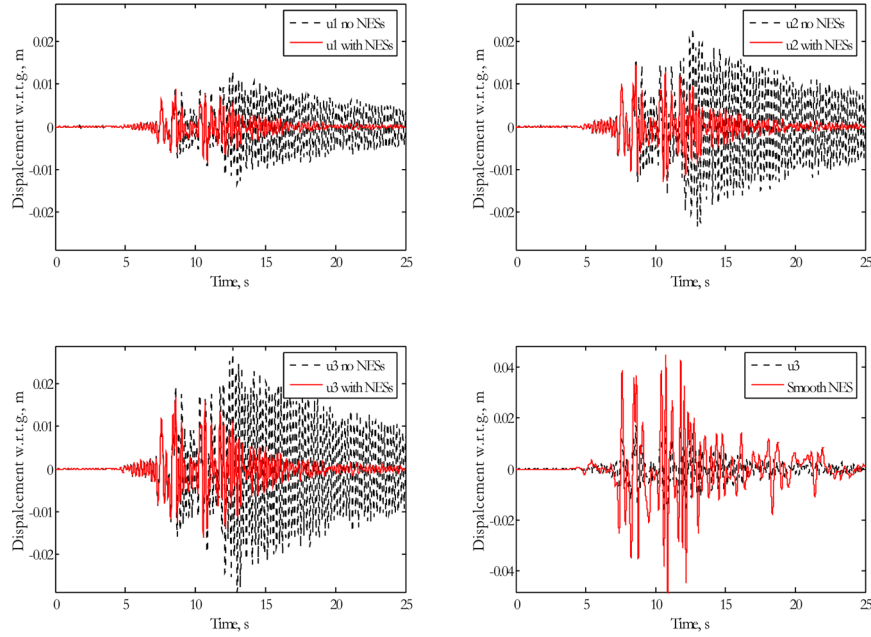 u1 no NESs
u1 with NESs
0.02
0.01
0
-0.01
-0.02
Dispalcement w.r.t.g., m
0 5 10 15 20 25
Time, s
u2 no NESs
u2 with NESs
0.02
0.01
0
-0.01
-0.02
Dispalcement w.r.t.g., m
0 5 10 15 20 25
Time, s
u3 no NESs
u3 with NESs
0.02
0.01
0
-0.01
-0.02
Dispalcement w.r.t.g., m
0 5 10 15 20 25
Time, s
u3
Smooth NES
0.04
0.02
0
-0.02
-0.04
Dispalcement w.r.t.g., m
0 5 10 15 20 25
Time, s